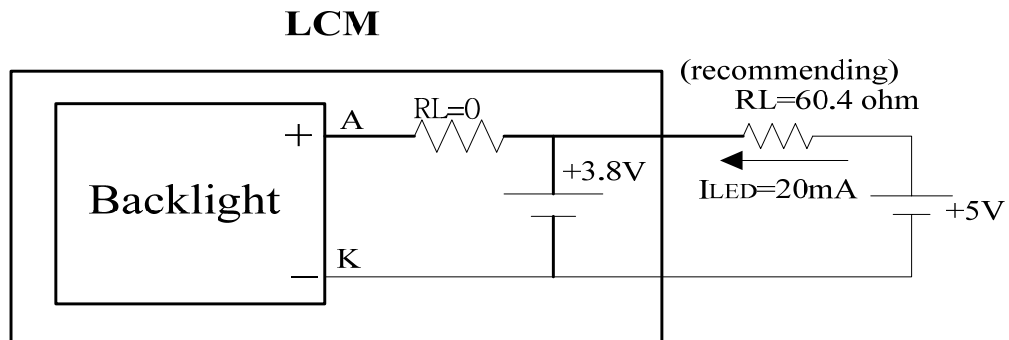 LCM
(recommending)
RL=60.4 ohm
RL=0
A
+
+3.8V
ILED=20mA
Backlight
+5V
K
−